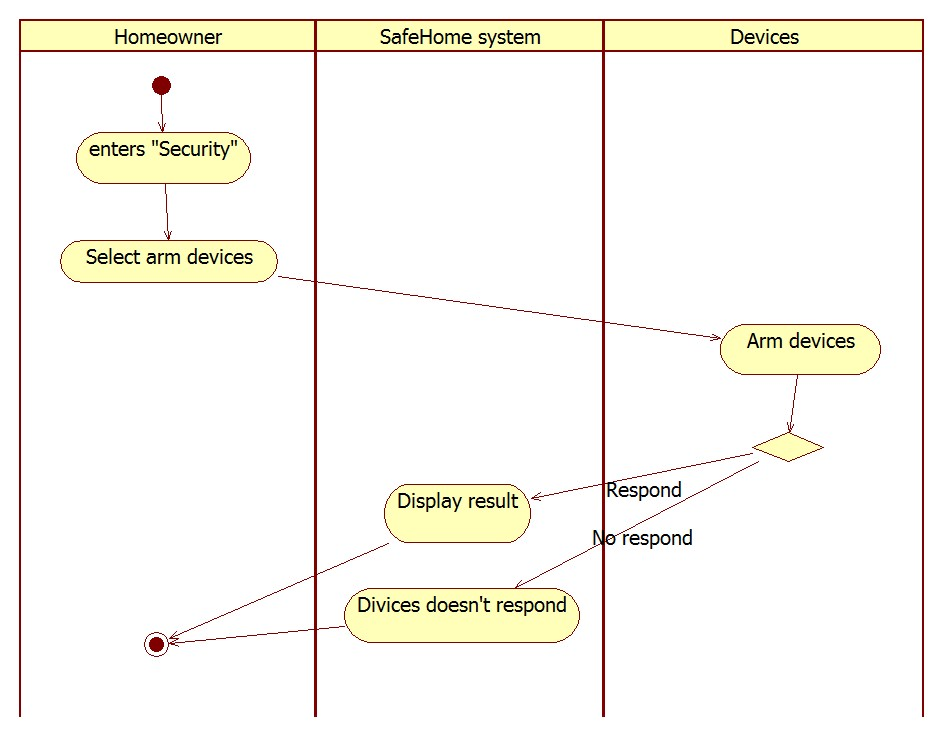 Homeowner
SafeHome system
Devices
enters "Security"
Select arm devices
Arm devices
Respond
Display result
No respond
Divices doesn't respond